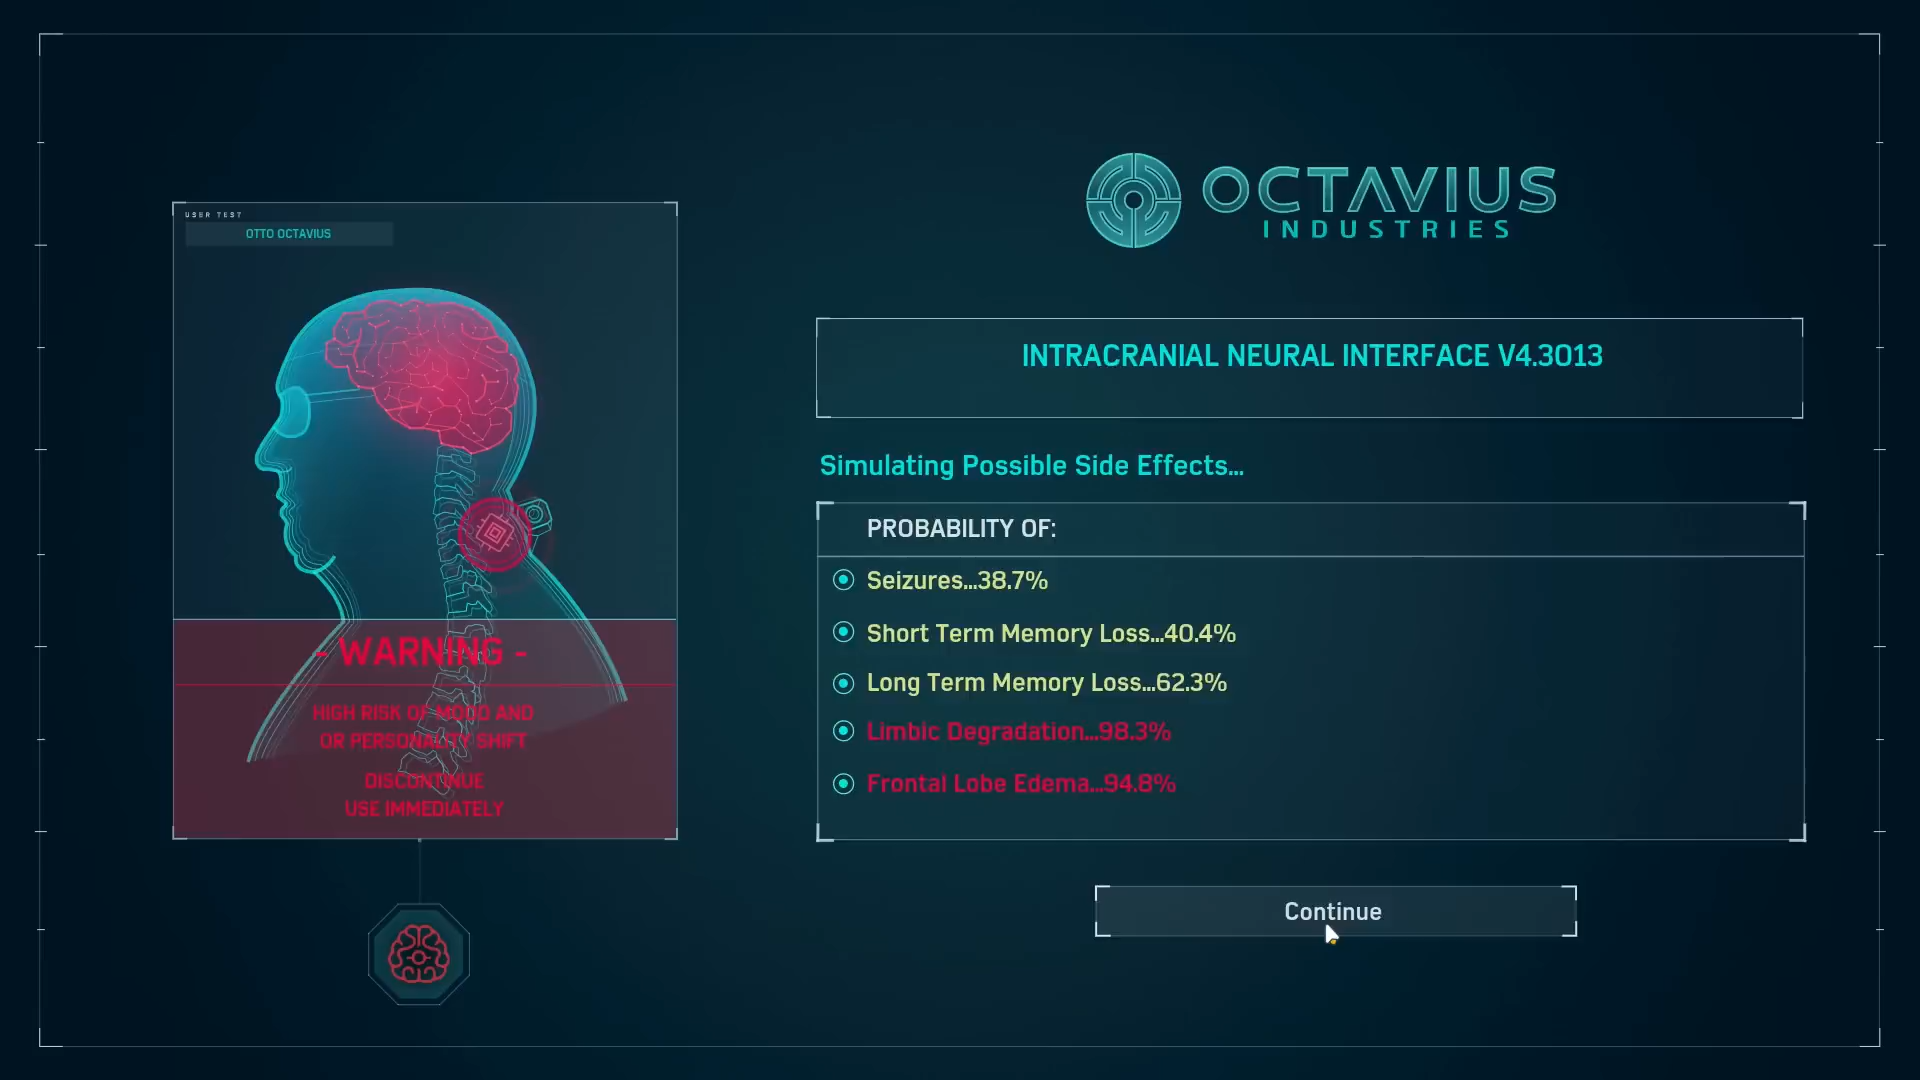 USER TEST
OTTO OCTAVIUS
- WARNING -
HIGH RISK OF MOOD AND
OR PERSONALITY SHIFT
DISCONTINUE
USE IMMEDIATELY
OCTAVIUS
INDUSTRIES
INTRACRANIAL NEURAL INTERFACE V4.3013
Simulating Possible Side Effects...
PROBABILITY OF:
Seizures...38.7%
Short Term Memory Loss...40.4%
Long Term Memory Loss...62.3%
Limbic Degradation...98.3%
Frontal Lobe Edema...94.8%
Continue